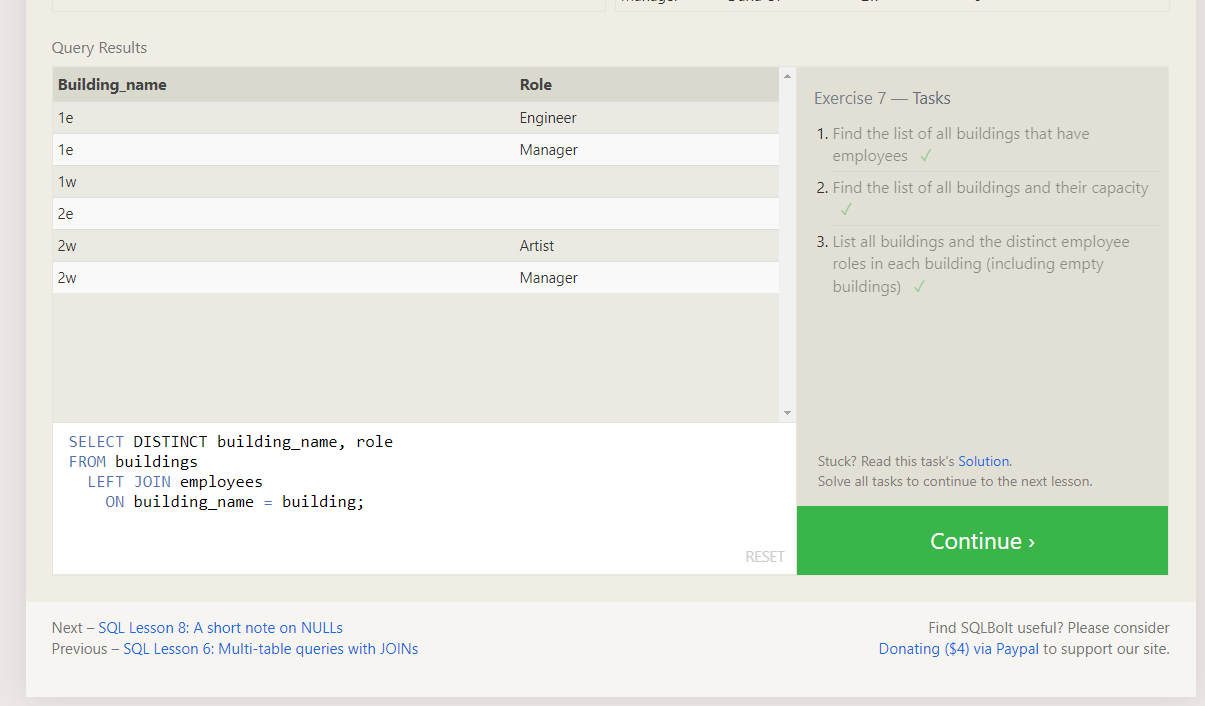 Query Results
Building_name Role
1e Engineer
1e Manager
1w
2e
2w Artist
2w Manager
SELECT DISTINCT building_name, role
FROM buildings
LEFT JOIN employees
ON building_name = building;
RESET
Exercise 7 — Tasks
1. Find the list of all buildings that have
employees ✓
2. Find the list of all buildings and their capacity
✓
3. List all buildings and the distinct employee
roles in each building (including empty
buildings) ✓
Stuck? Read this task's Solution.
Solve all tasks to continue to the next lesson.
Continue ›
Next – SQL Lesson 8: A short note on NULLs
Previous – SQL Lesson 6: Multi-table queries with JOINs
Find SQLBolt useful? Please consider
Donating ($4) via Paypal to support our site.